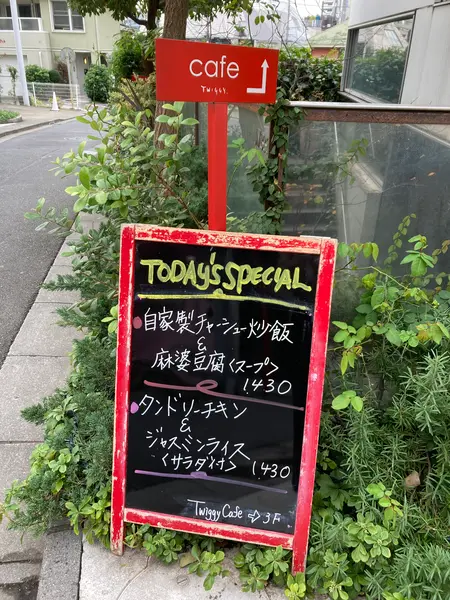 cafe
TWIGGY.
TODAY'S SPECIAL
自家製チャーシュー炒飯
&
麻婆豆腐〈スープ〉
1430
タンドリーチキン
&
ジャスミンライス
〈サラダ付〉 1430
Twiggy Cafe ⇨ 3F